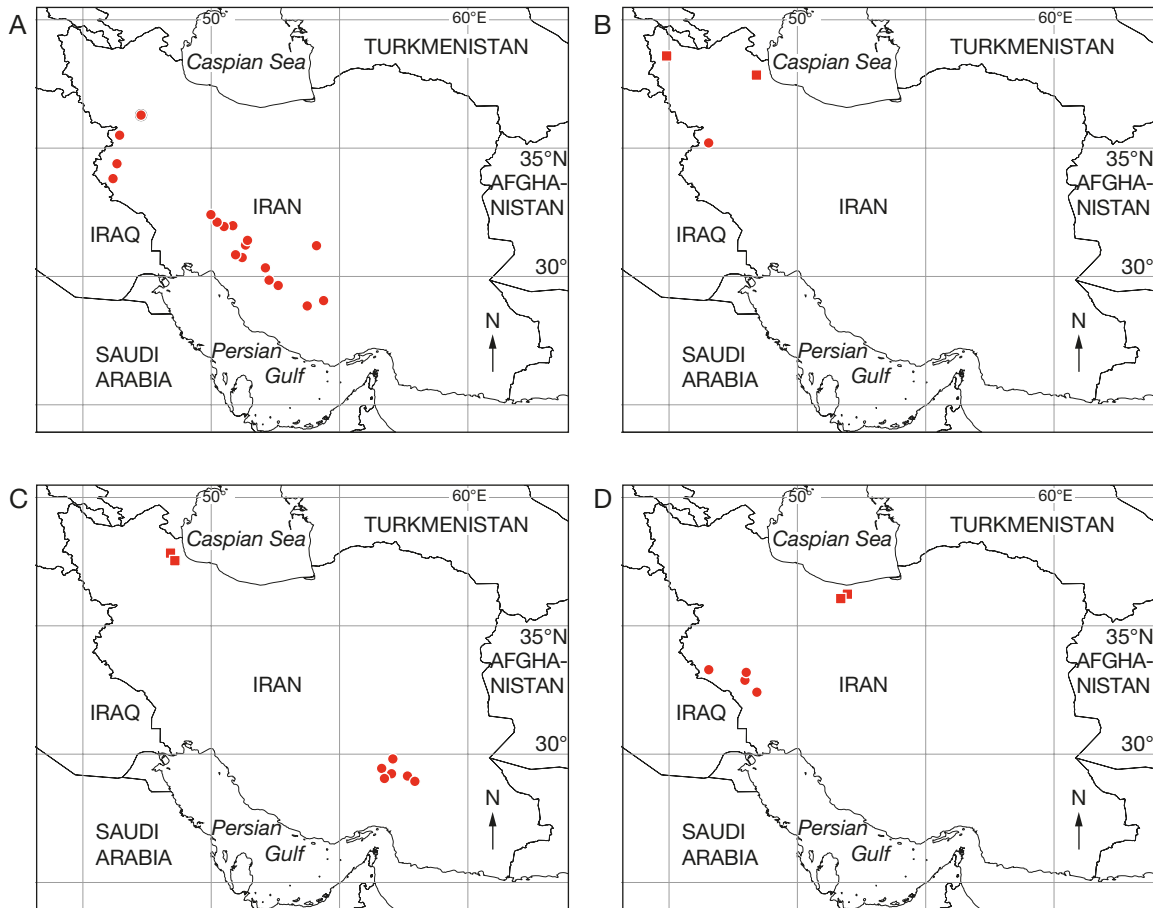 A
50°
60°E
TURKMENISTAN
Caspian Sea
35°N
AFGHA-
NISTAN
IRAN
IRAQ
30°
N
SAUDI
ARABIA
Persian
Gulf
B
50°
60°E
TURKMENISTAN
Caspian Sea
35°N
AFGHA-
NISTAN
IRAN
IRAQ
30°
N
SAUDI
ARABIA
Persian
Gulf
C
50°
60°E
TURKMENISTAN
Caspian Sea
35°N
AFGHA-
NISTAN
IRAN
IRAQ
30°
N
SAUDI
ARABIA
Persian
Gulf
D
50°
60°E
TURKMENISTAN
Caspian Sea
35°N
AFGHA-
NISTAN
IRAN
IRAQ
30°
N
SAUDI
ARABIA
Persian
Gulf